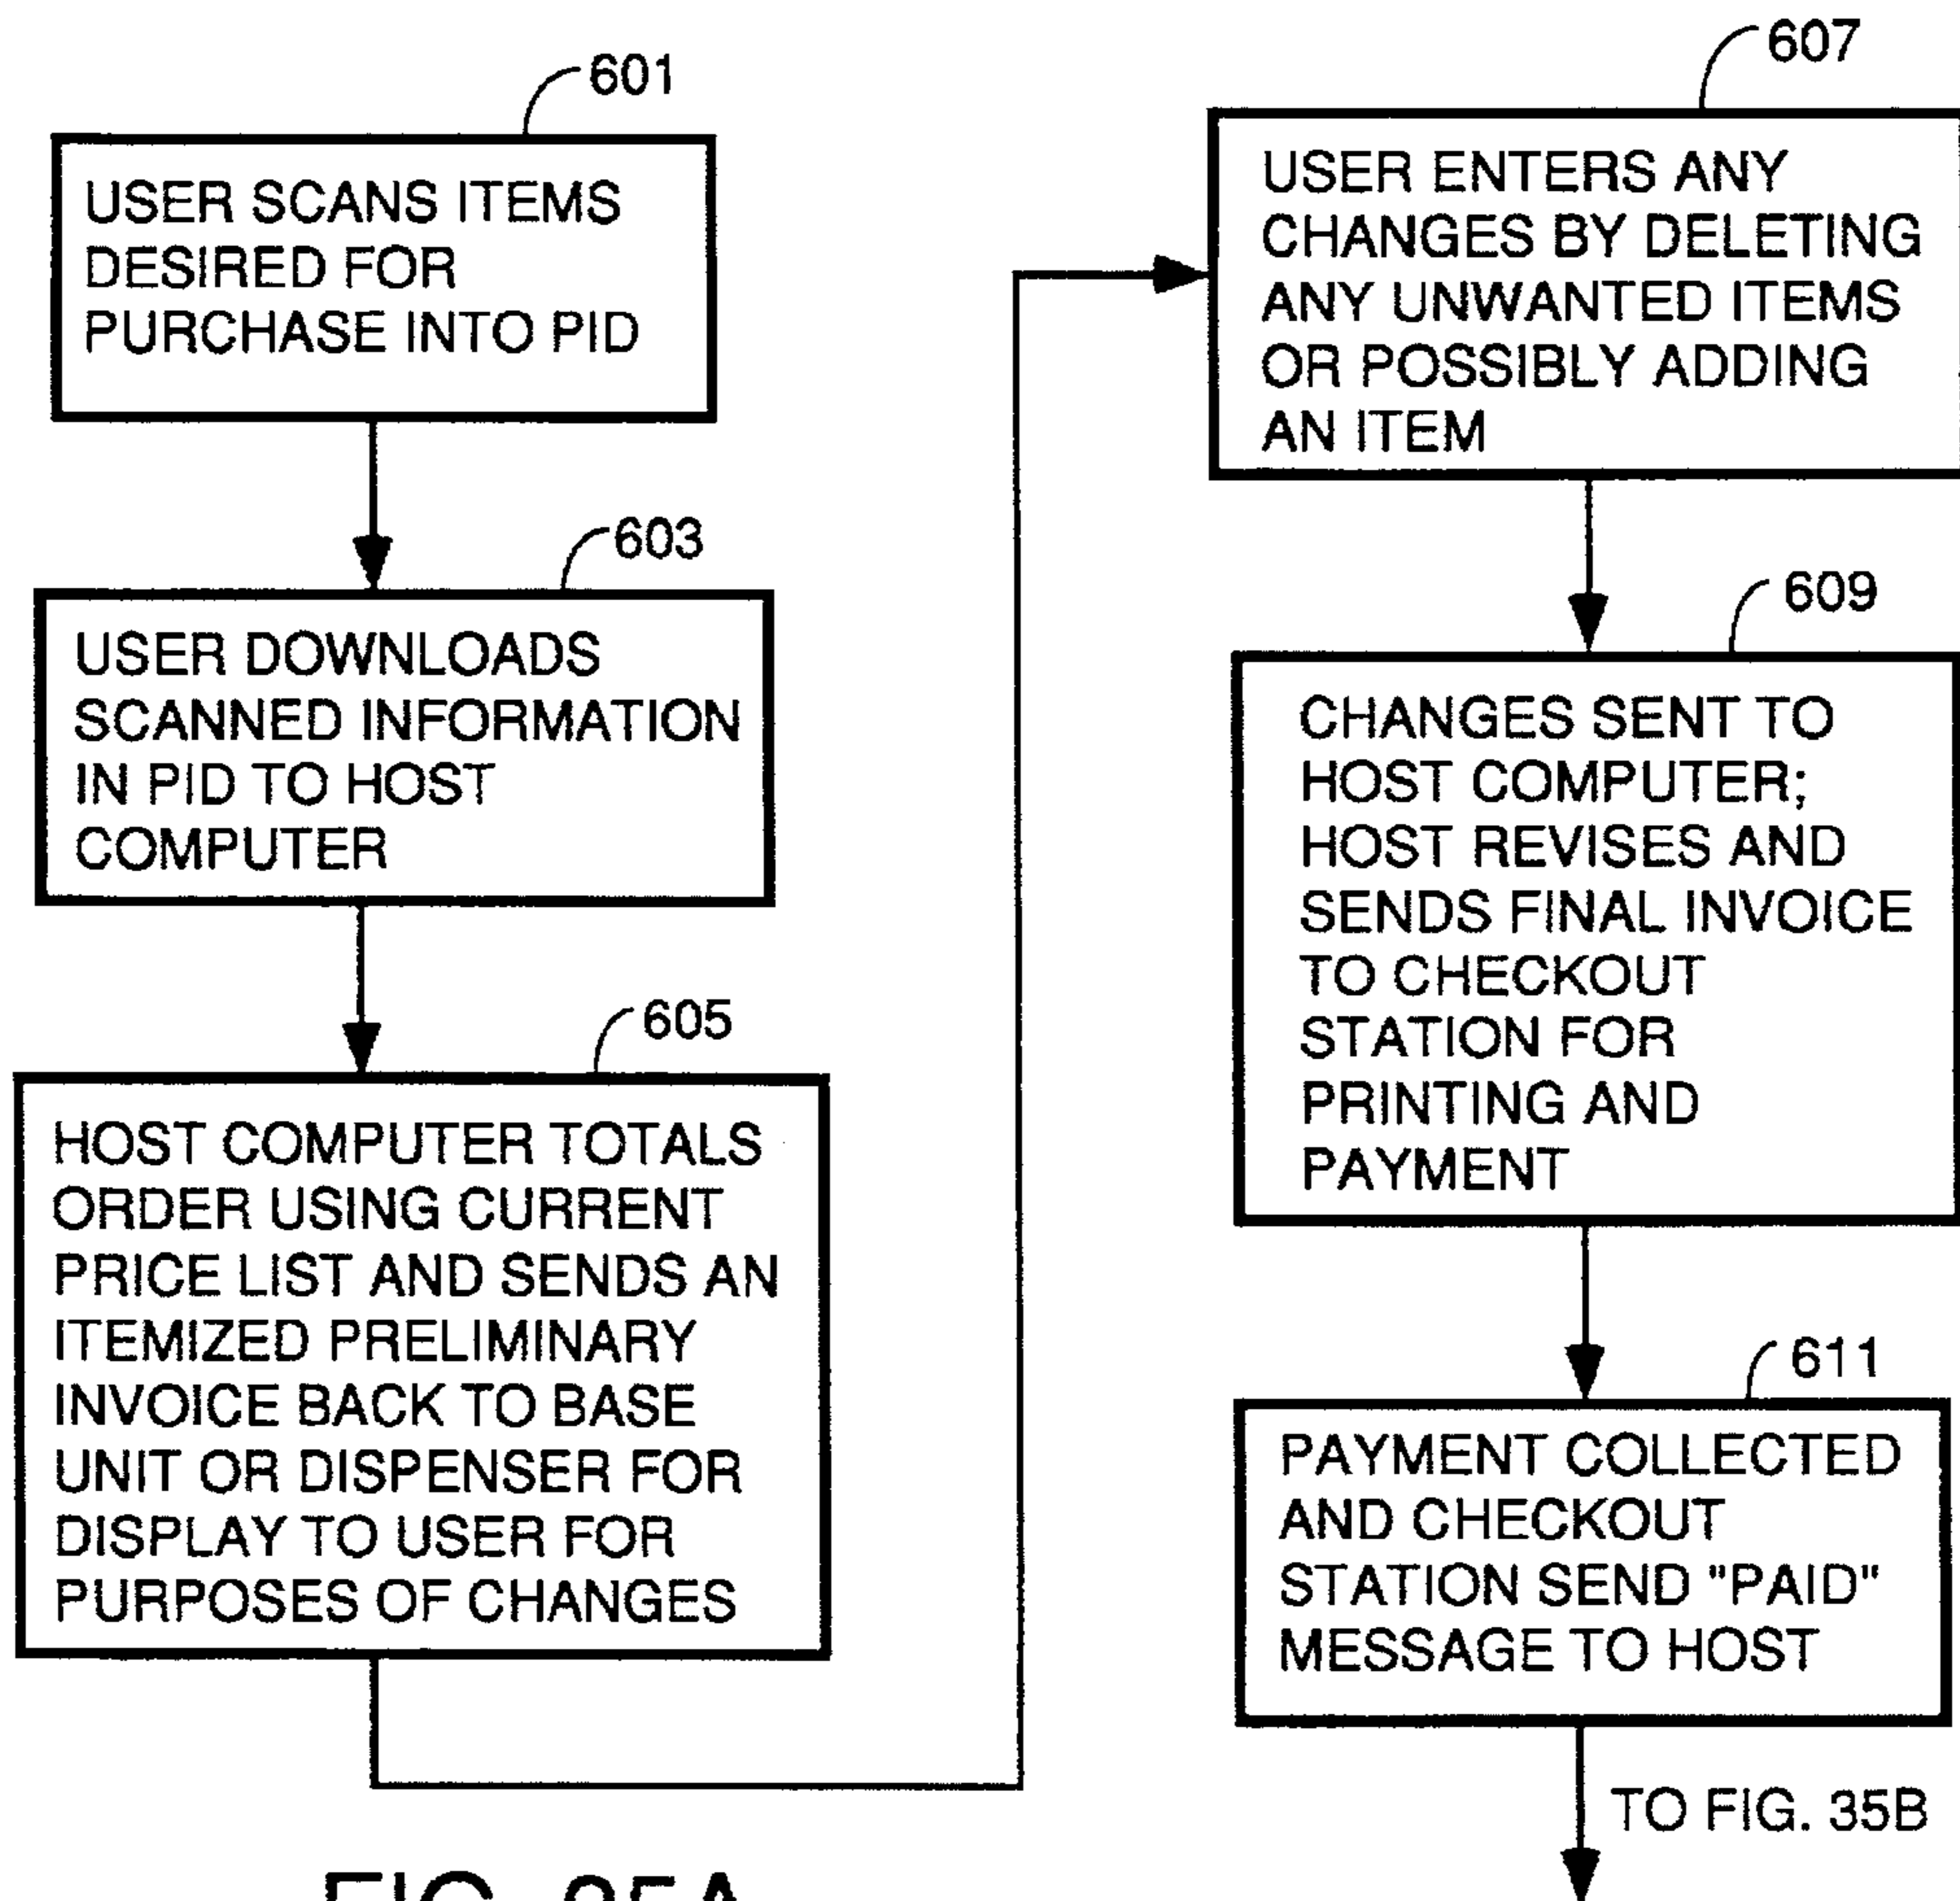 601
USER SCANS ITEMS
DESIRED FOR
PURCHASE INTO PID
603
USER DOWNLOADS
SCANNED INFORMATION
IN PID TO HOST
COMPUTER
605
HOST COMPUTER TOTALS
ORDER USING CURRENT
PRICE LIST AND SENDS AN
ITEMIZED PRELIMINARY
INVOICE BACK TO BASE
UNIT OR DISPENSER FOR
DISPLAY TO USER FOR
PURPOSES OF CHANGES
607
USER ENTERS ANY
CHANGES BY DELETING
ANY UNWANTED ITEMS
OR POSSIBLY ADDING
AN ITEM
609
CHANGES SENT TO
HOST COMPUTER;
HOST REVISES AND
SENDS FINAL INVOICE
TO CHECKOUT
STATION FOR
PRINTING AND
PAYMENT
611
PAYMENT COLLECTED
AND CHECKOUT
STATION SEND "PAID"
MESSAGE TO HOST
TO FIG. 35B
FIG. 35A